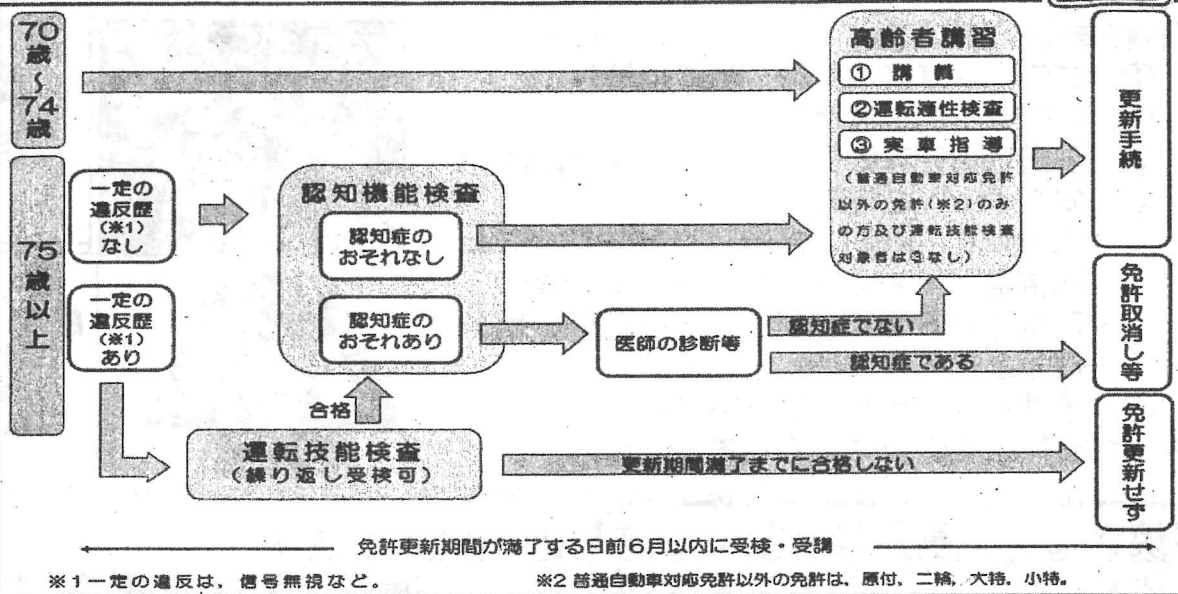 70
歳
～
74
歳
高齢者講習
① 講義
②運転適性検査
③ 実車指導
（普通自動車対応免許
以外の免許(※2)のみ
の方及び運転技能検査
対象者は③なし）
更新手続
75
歳
以
上
一定の
違反歴
(※1)
なし
認知機能検査
認知症の
おそれなし
一定の
違反歴
(※1)
あり
認知症の
おそれあり
医師の診断等
認知症でない
認知症である
免許取消し等
合格
運転技能検査
（繰り返し受検可）
更新期間満了までに合格しない
免許更新せず
免許更新期間が満了する日前6月以内に受検・受講
※1一定の違反は、信号無視など。
※2 普通自動車対応免許以外の免許は、原付、二輪、大特、小特。